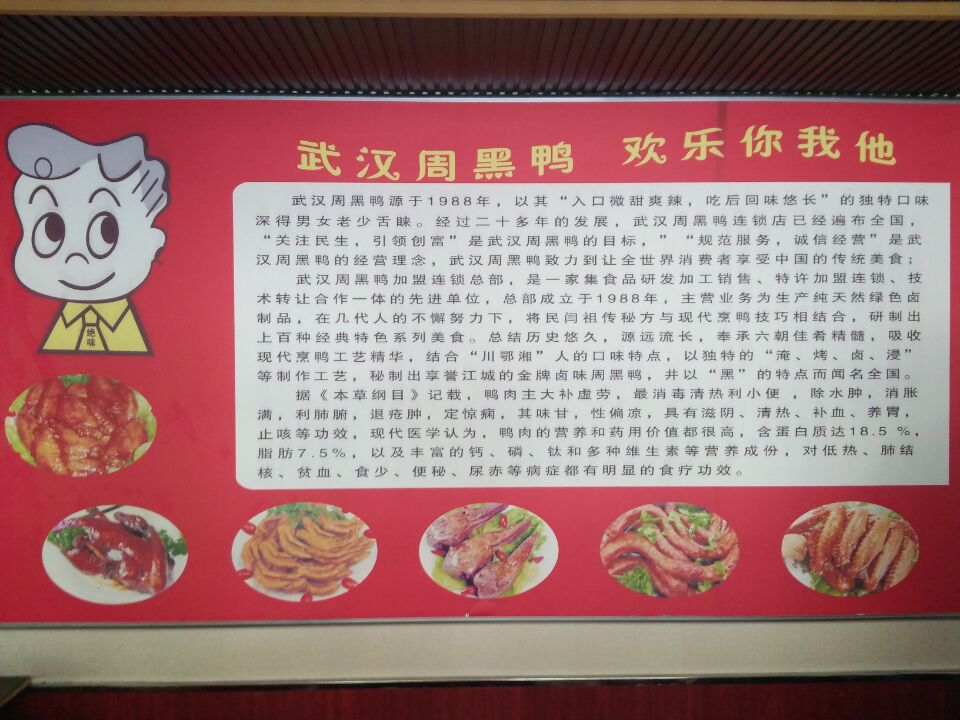 武汉周黑鸭 欢乐你我他
武汉周黑鸭源于1988年，以其“入口微甜爽辣，吃后回味悠长”的独特口味
深得男女老少舌睐。经过二十多年的发展，武汉周黑鸭连锁店已经遍布全国，
“关注民生，引领创富”是武汉周黑鸭的目标，”“规范服务，诚信经营”是武
汉周黑鸭的经营理念，武汉周黑鸭致力到让全世界消费者享受中国的传统美食；
武汉周黑鸭加盟连锁总部，是一家集食品研发加工销售、特许加盟连锁、技
术转让合作一体的先进单位，总部成立于1988年，主营业务为生产纯天然绿色卤
制品，在几代人的不懈努力下，将民间祖传秘方与现代烹鸭技巧相结合，研制出
上百种经典特色系列美食。总结历史悠久，源远流长，奉承六朝佳肴精髓，吸收
现代烹鸭工艺精华，结合“川鄂湘”人的口味特点，以独特的“淹、烤、卤、浸”
等制作工艺，秘制出享誉江城的金牌卤味周黑鸭，并以“黑”的特点而闻名全国。
据《本草纲目》记载，鸭肉主大补虚劳，最消毒清热利小便 ，除水肿，消胀
满，利肺腑，退疮肿，定惊病，其味甘，性偏凉，具有滋阴、清热、补血、养胃，
止咳等功效，现代医学认为，鸭肉的营养和药用价值都很高，含蛋白质达18.5 %，
脂肪7.5%，以及丰富的钙、磷、钛和多种维生素等营养成份，对低热、肺结
核、贫血、食少、便秘、尿赤等病症都有明显的食疗功效。
绝
味